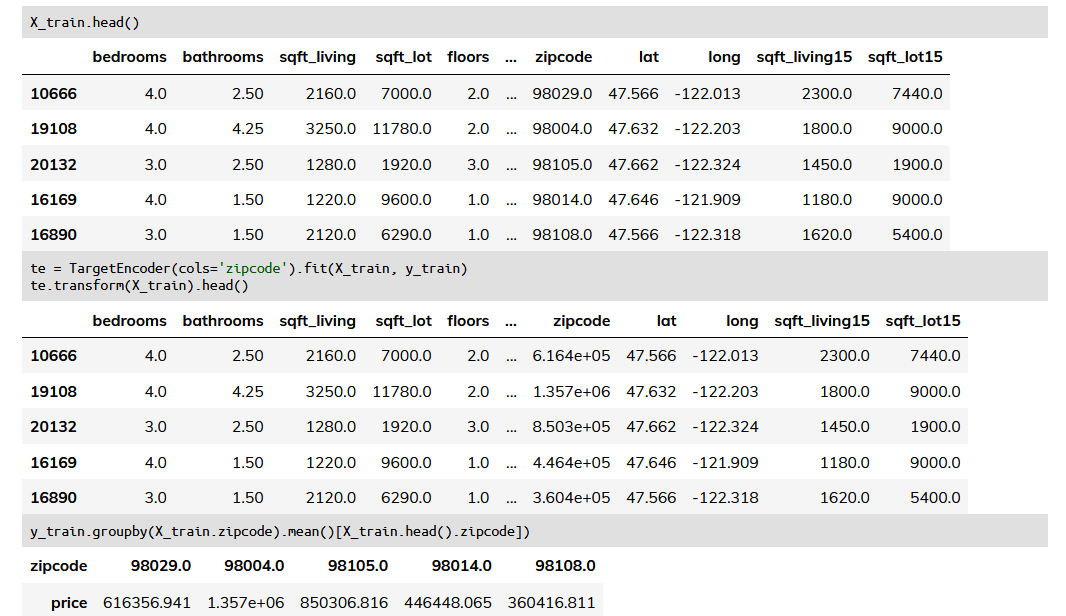 X_train.head()
bedrooms bathrooms sqft_living sqft_lot floors ... zipcode lat long sqft_living15 sqft_lot15
10666 4.0 2.50 2160.0 7000.0 2.0 ... 98029.0 47.566 -122.013 2300.0 7440.0
19108 4.0 4.25 3250.0 11780.0 2.0 ... 98004.0 47.632 -122.203 1800.0 9000.0
20132 3.0 2.50 1280.0 1920.0 3.0 ... 98105.0 47.662 -122.324 1450.0 1900.0
16169 4.0 1.50 1220.0 9600.0 1.0 ... 98014.0 47.646 -121.909 1180.0 9000.0
16890 3.0 1.50 2120.0 6290.0 1.0 ... 98108.0 47.566 -122.318 1620.0 5400.0
te = TargetEncoder(cols='zipcode').fit(X_train, y_train)
te.transform(X_train).head()
bedrooms bathrooms sqft_living sqft_lot floors ... zipcode lat long sqft_living15 sqft_lot15
10666 4.0 2.50 2160.0 7000.0 2.0 ... 6.164e+05 47.566 -122.013 2300.0 7440.0
19108 4.0 4.25 3250.0 11780.0 2.0 ... 1.357e+06 47.632 -122.203 1800.0 9000.0
20132 3.0 2.50 1280.0 1920.0 3.0 ... 8.503e+05 47.662 -122.324 1450.0 1900.0
16169 4.0 1.50 1220.0 9600.0 1.0 ... 4.464e+05 47.646 -121.909 1180.0 9000.0
16890 3.0 1.50 2120.0 6290.0 1.0 ... 3.604e+05 47.566 -122.318 1620.0 5400.0
y_train.groupby(X_train.zipcode).mean()[X_train.head().zipcode])
zipcode 98029.0 98004.0 98105.0 98014.0 98108.0
price 616356.941 1.357e+06 850306.816 446448.065 360416.811